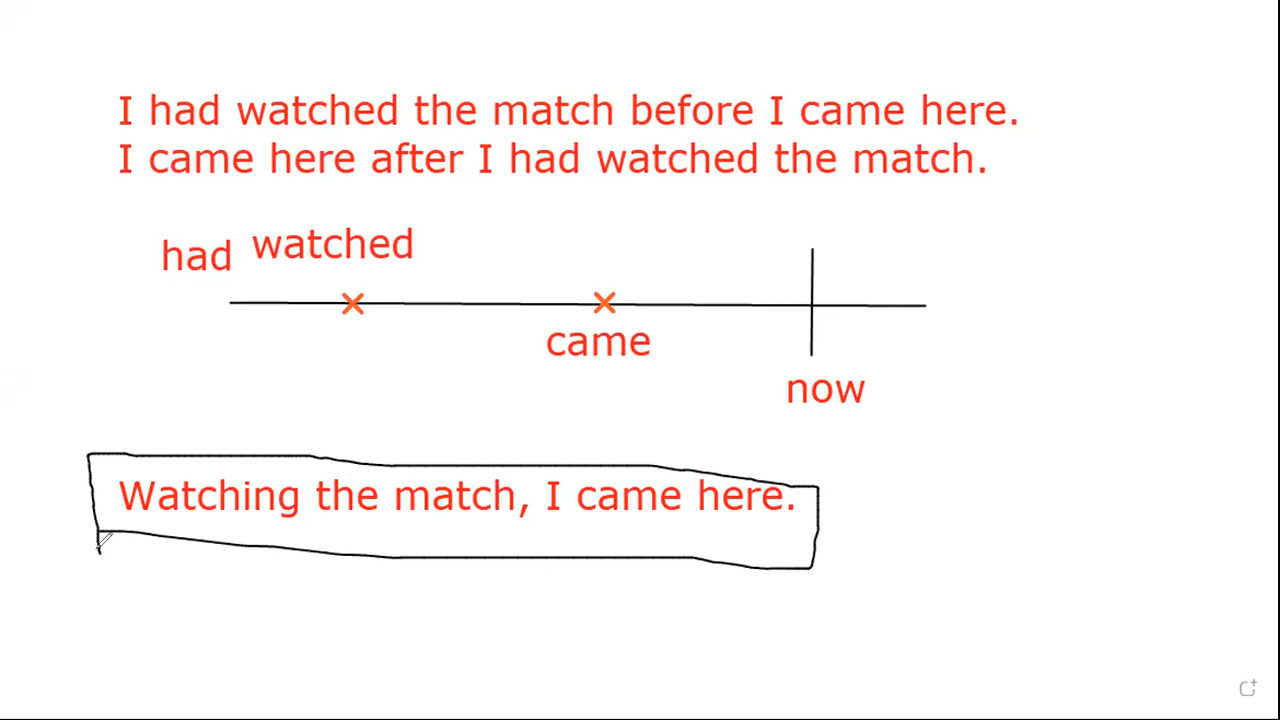 I had watched the match before I came here.
I came here after I had watched the match.
had watched
came
now
Watching the match, I came here.